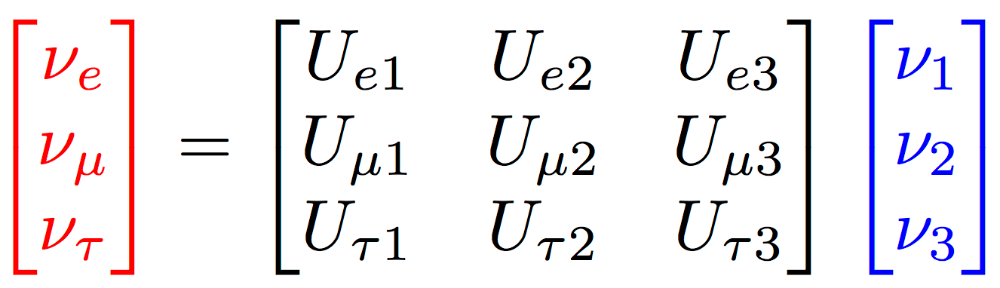 ν_e U_e1 U_e2 U_e3 ν_1
ν_μ = U_μ1 U_μ2 U_μ3 ν_2
ν_τ U_τ1 U_τ2 U_τ3 ν_3